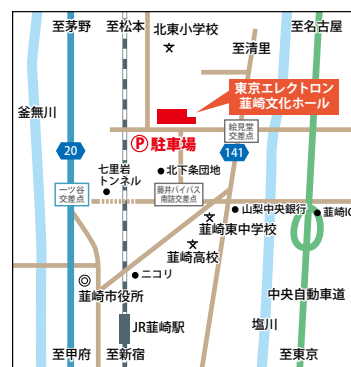 至茅野
至松本
北東小学校
至名古屋
至清里
釜無川
東京エレクトロン
韮崎文化ホール
P 駐車場
絵見堂
交差点
20
141
七里岩
トンネル
北下条団地
一ツ谷
交差点
藤井バイパス
南詰交差点
山梨中央銀行
韮崎IC
韮崎東中学校
韮崎高校
ニコリ
韮崎市役所
中央自動車道
JR韮崎駅
塩川
至甲府
至新宿
至東京